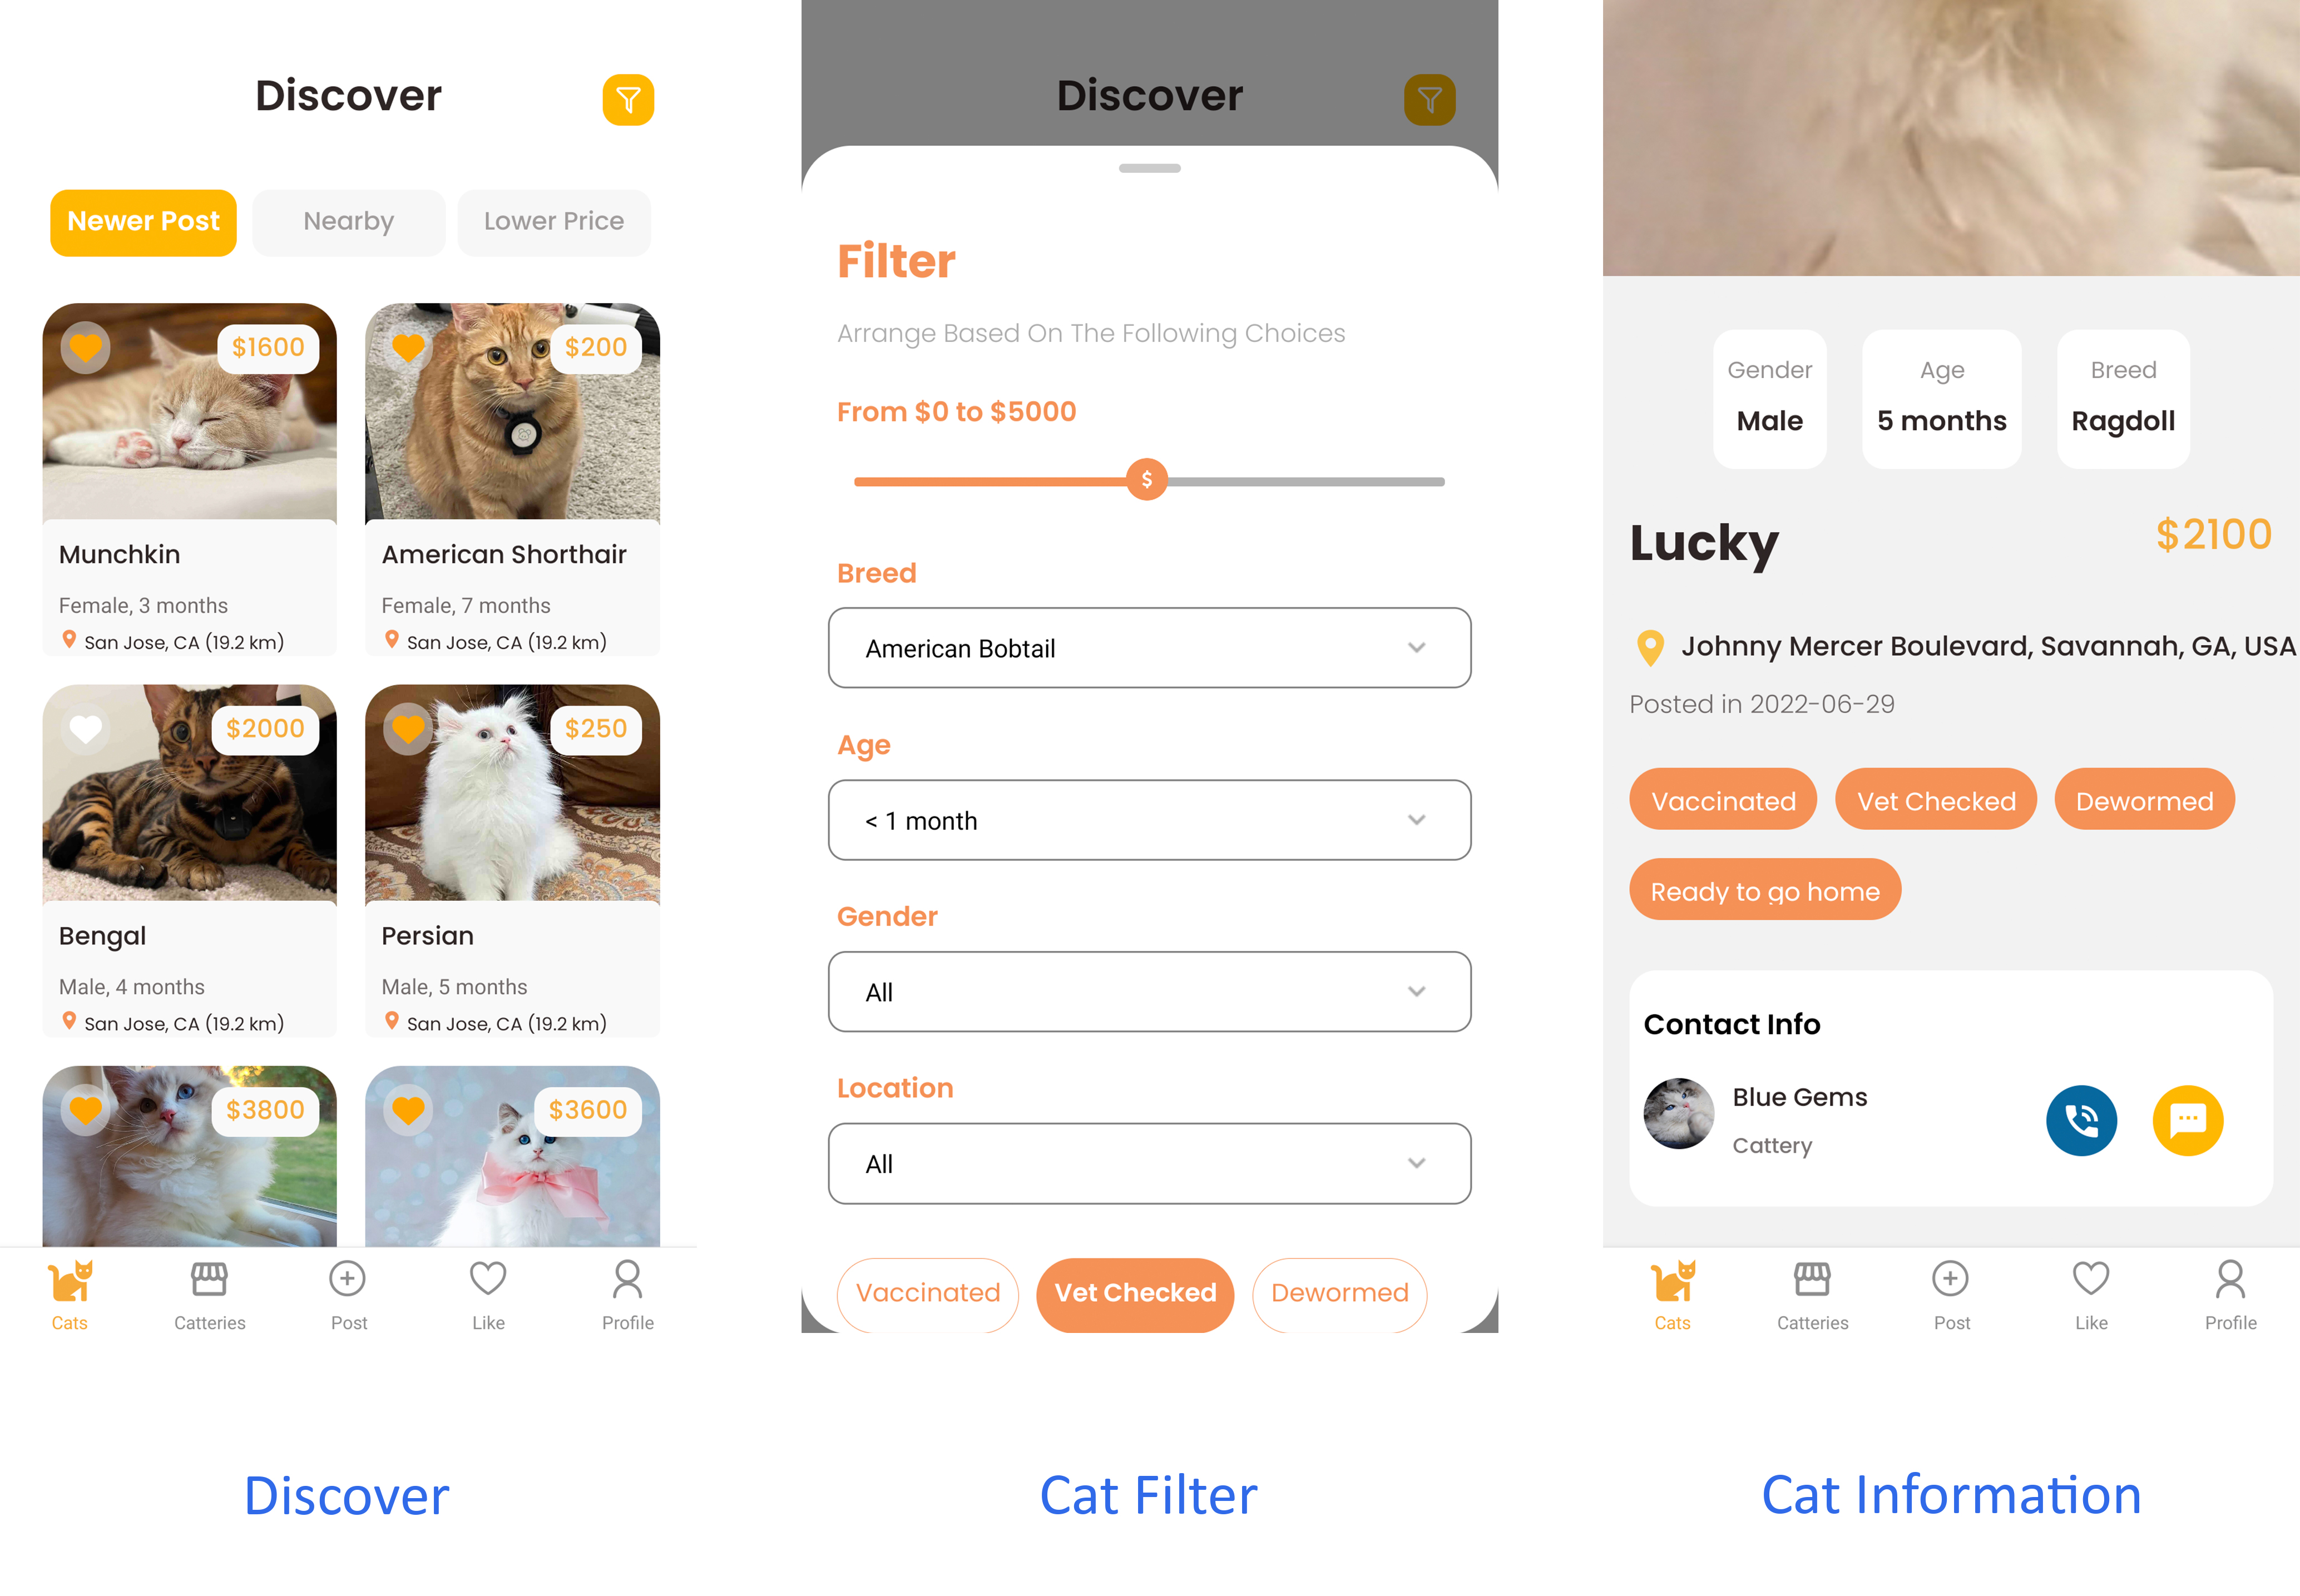 Discover
Newer Post
Nearby
Lower Price
$1600
$200
Munchkin
American Shorthair
Female, 3 months
Female, 7 months
San Jose, CA (19.2 km)
San Jose, CA (19.2 km)
$2000
$250
Bengal
Persian
Male, 4 months
Male, 5 months
San Jose, CA (19.2 km)
San Jose, CA (19.2 km)
$3800
$3600
Cats
Catteries
Post
Like
Profile
Discover
Discover
Filter
Arrange Based On The Following Choices
From $0 to $5000
$
Breed
American Bobtail
Age
< 1 month
Gender
All
Location
All
Vaccinated
Vet Checked
Dewormed
Cat Filter
Gender
Male
Age
5 months
Breed
Ragdoll
Lucky
$2100
Johnny Mercer Boulevard, Savannah, GA, USA
Posted in 2022-06-29
Vaccinated
Vet Checked
Dewormed
Ready to go home
Contact Info
Blue Gems
Cattery
Cats
Catteries
Post
Like
Profile
Cat Information